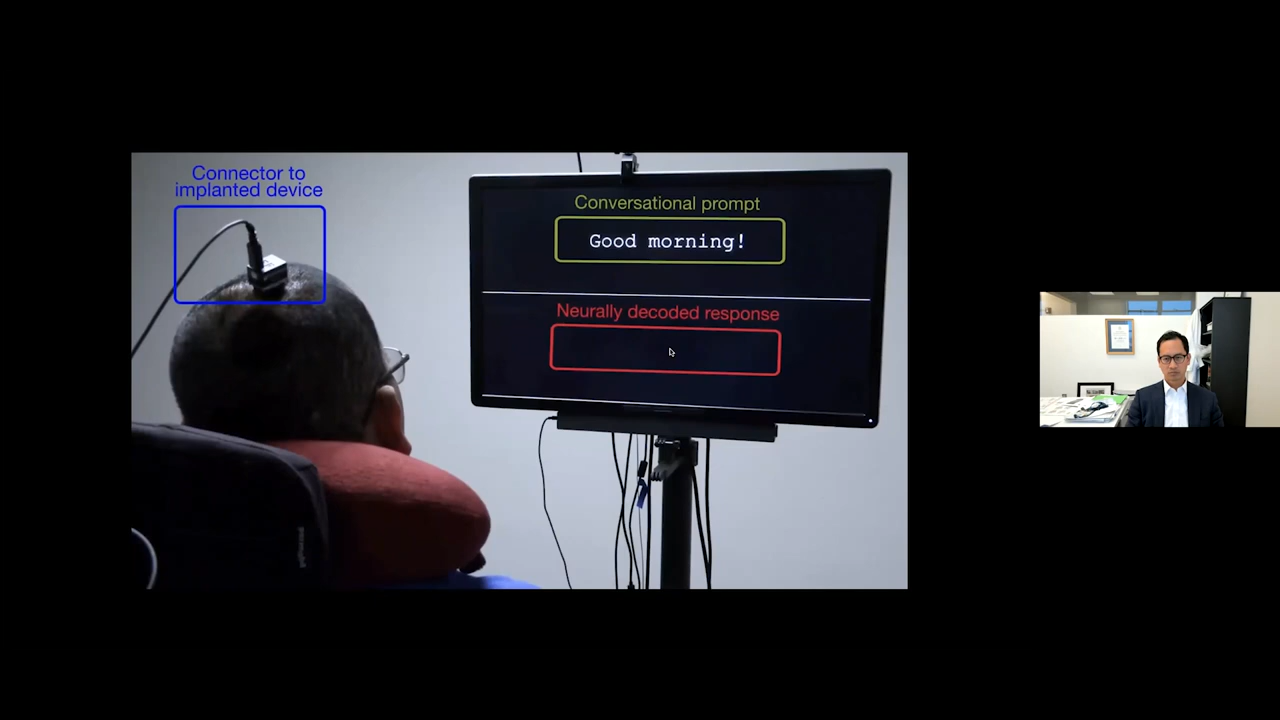 Connector to
implanted device
Conversational prompt
Good morning!
Neurally decoded response